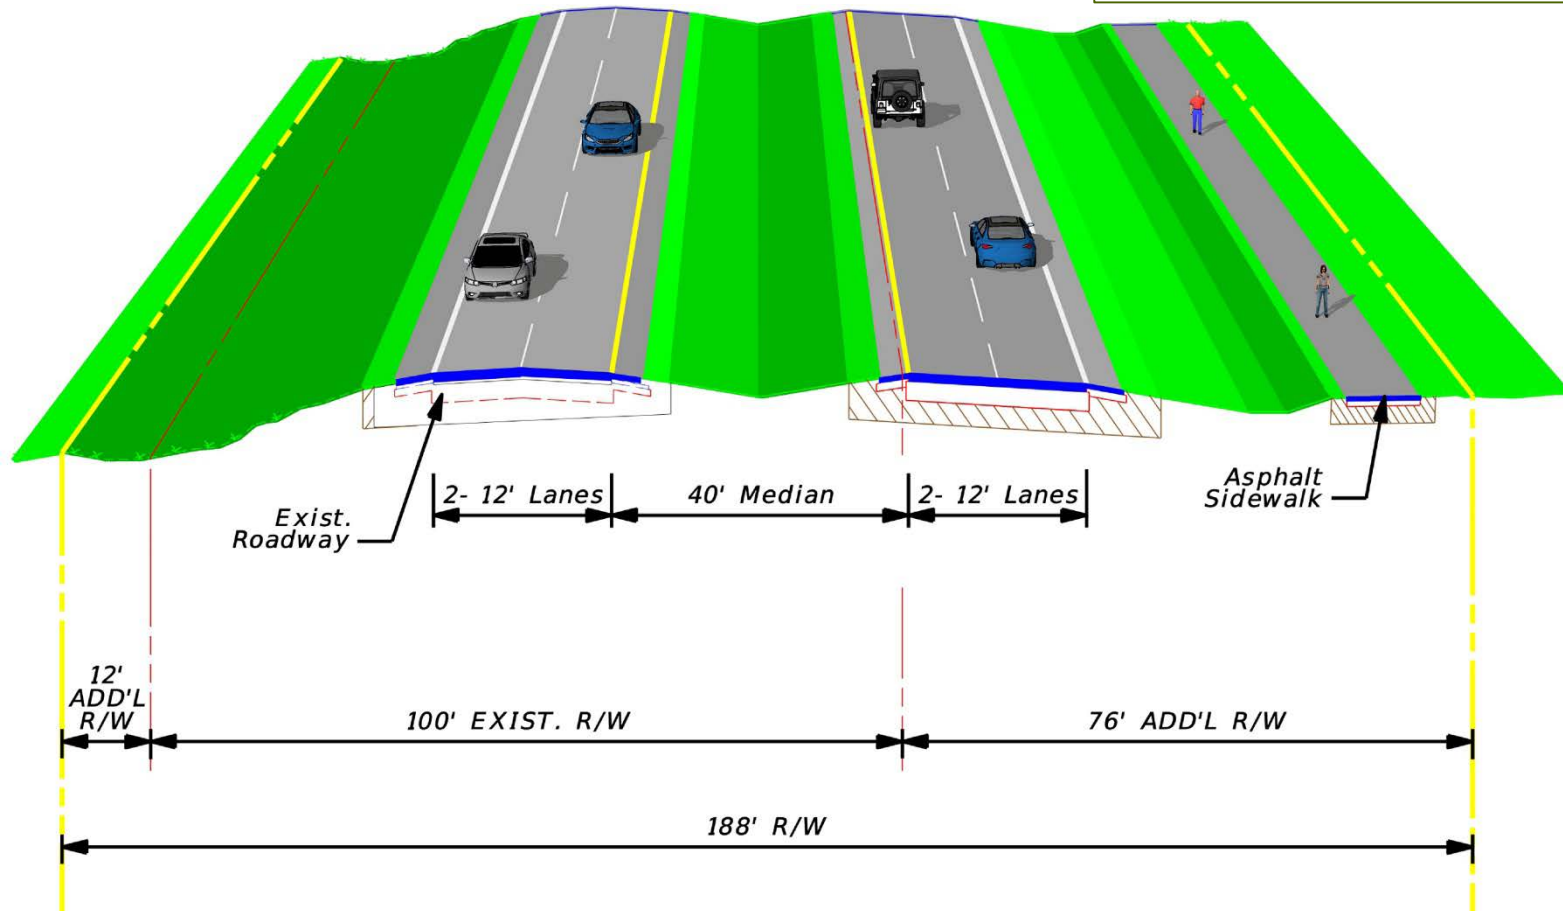 2- 12' Lanes
40' Median
2- 12' Lanes
Exist.
Roadway
Asphalt
Sidewalk
12'
ADD'L
R/W
100' EXIST. R/W
76' ADD'L R/W
188' R/W